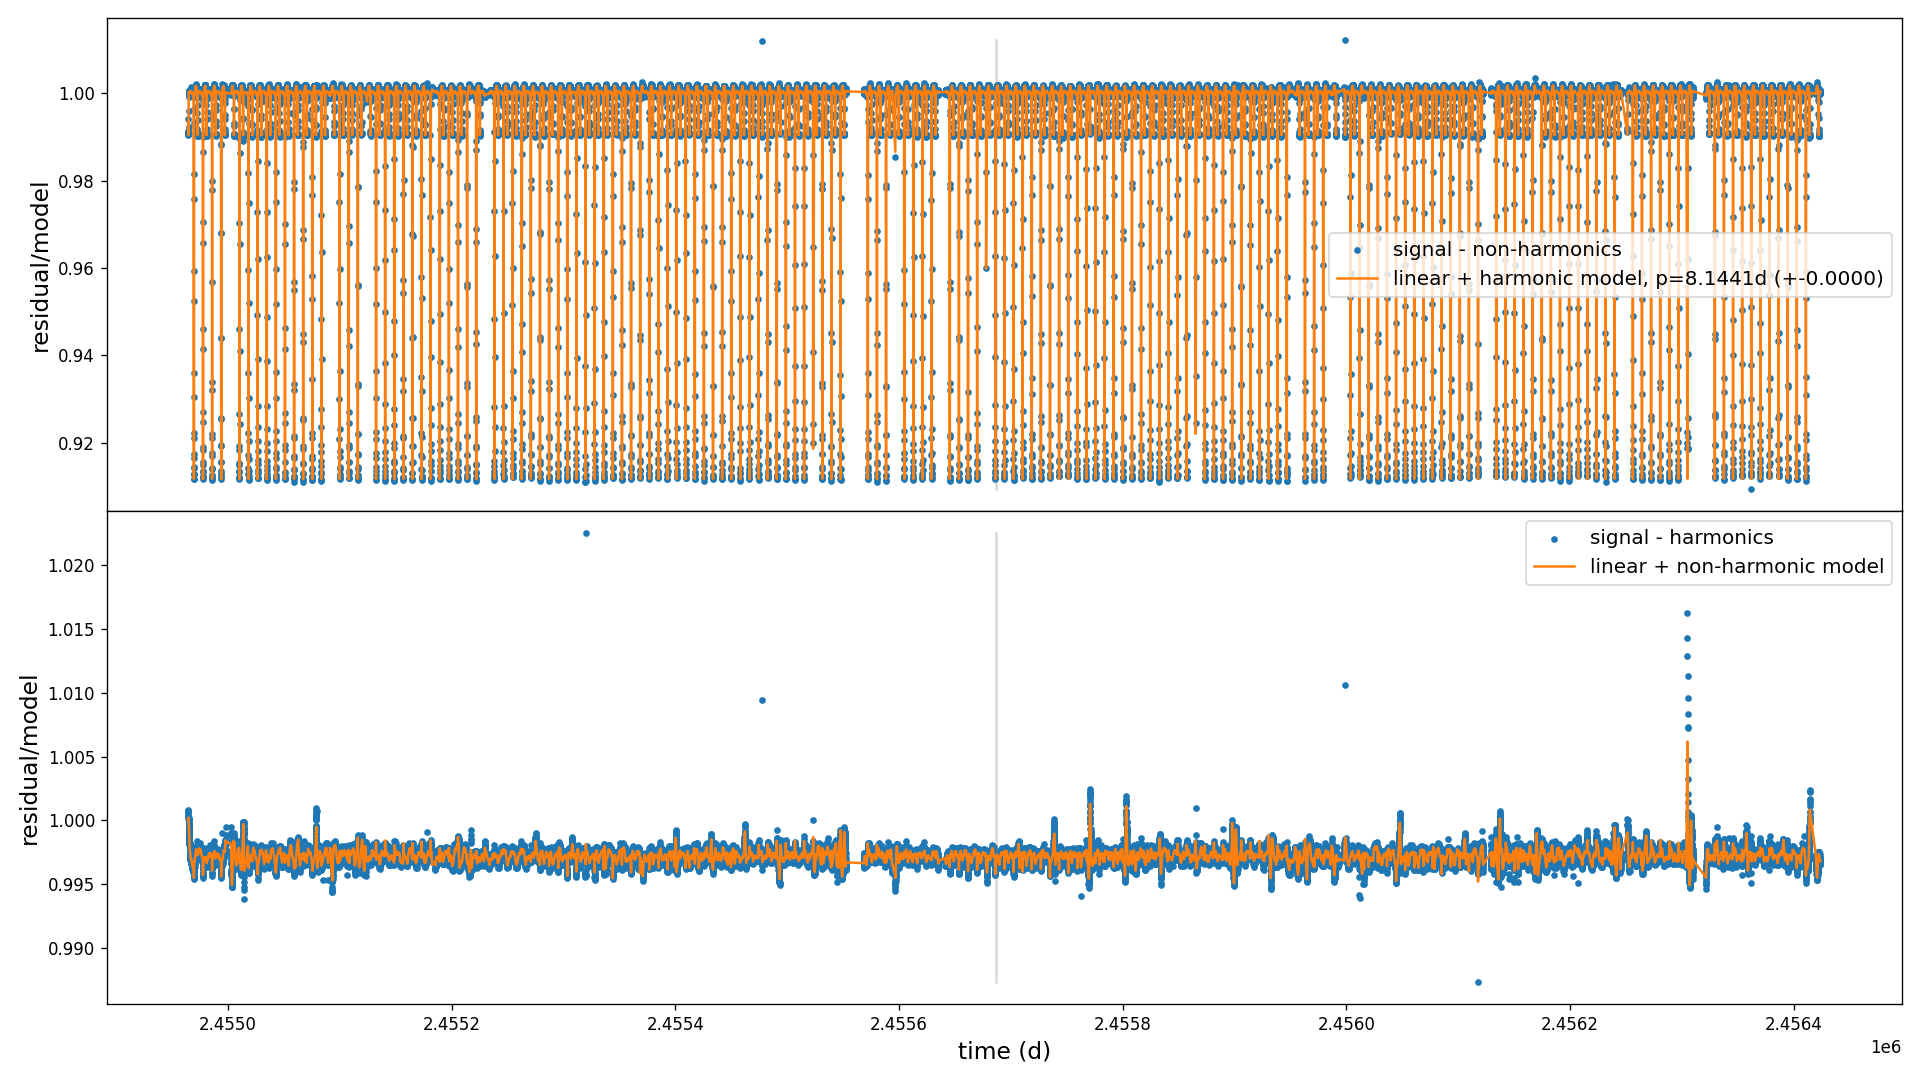 1.00
0.98
0.96
0.94
0.92
residual/model
signal - non-harmonics
linear + harmonic model, p=8.1441d (+-0.0000)
1.020
1.015
1.010
1.005
1.000
0.995
0.990
residual/model
signal - harmonics
linear + non-harmonic model
2.4550 2.4552 2.4554 2.4556 2.4558 2.4560 2.4562 2.4564
1e6
time (d)